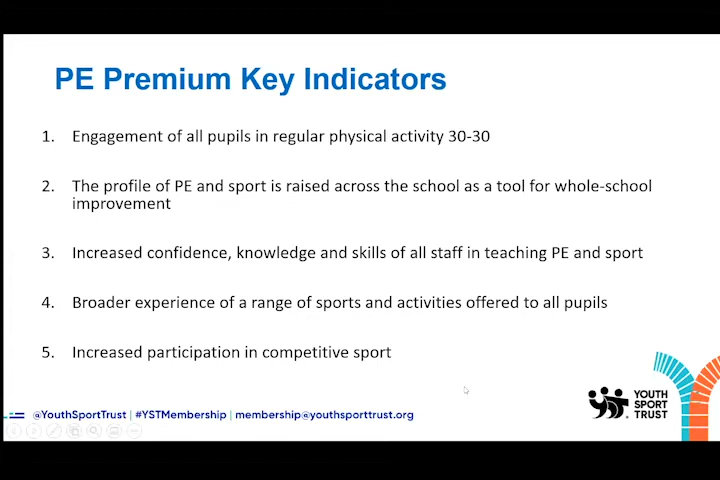 PE Premium Key Indicators
1. Engagement of all pupils in regular physical activity 30-30
2. The profile of PE and sport is raised across the school as a tool for whole-school
improvement
3. Increased confidence, knowledge and skills of all staff in teaching PE and sport
4. Broader experience of a range of sports and activities offered to all pupils
5. Increased participation in competitive sport
YOUTH
SPORT
TRUST
@YouthSportTrust | #YSTMembership | membership@youthsporttrust.org